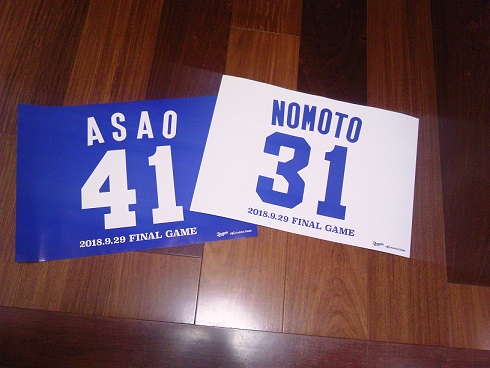 ASAO
41
2018.9.29 FINAL GAME
NOMOTO
31
2018.9.29 FINAL GAME